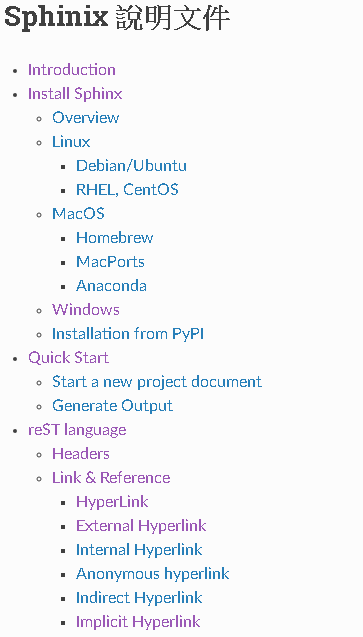 Sphinix 說明文件
Introduction
Install Sphinx
Overview
Linux
Debian/Ubuntu
RHEL, CentOS
MacOS
Homebrew
MacPorts
Anaconda
Windows
Installation from PyPI
Quick Start
Start a new project document
Generate Output
reST language
Headers
Link & Reference
HyperLink
External Hyperlink
Internal Hyperlink
Anonymous hyperlink
Indirect Hyperlink
Implicit Hyperlink